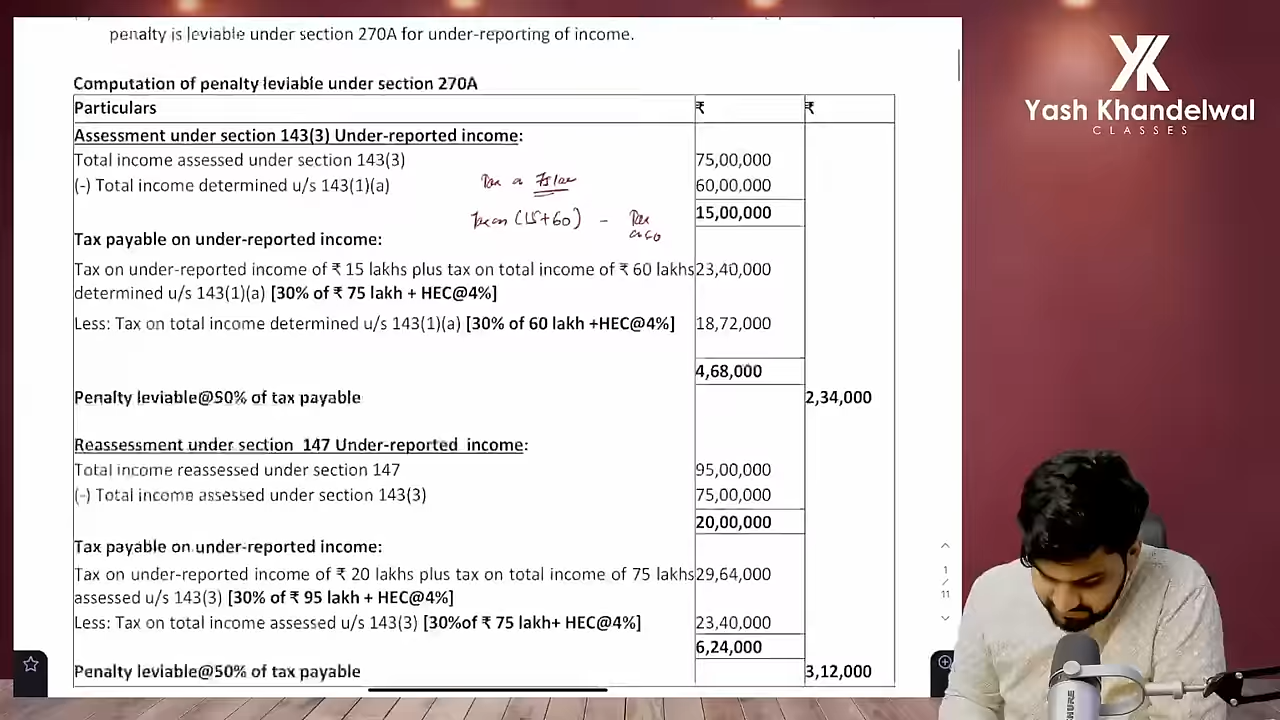 penalty is leviable under section 270A for under-reporting of income.
Computation of penalty leviable under section 270A
Particulars ₹ ₹
Assessment under section 143(3) Under-reported income:
Total income assessed under section 143(3) 75,00,000
(-) Total income determined u/s 143(1)(a) 60,00,000
15,00,000
(15+60) -
Tax payable on under-reported income:
Tax on under-reported income of ₹ 15 lakhs plus tax on total income of ₹ 60 lakhs 23,40,000
determined u/s 143(1)(a) [30% of ₹ 75 lakh + HEC@4%]
Less: Tax on total income determined u/s 143(1)(a) [30% of 60 lakh +HEC@4%] 18,72,000
4,68,000
Penalty leviable@50% of tax payable 2,34,000
Reassessment under section 147 Under-reported income:
Total income reassessed under section 147 95,00,000
(-) Total income assessed under section 143(3) 75,00,000
20,00,000
Tax payable on under-reported income:
Tax on under-reported income of ₹ 20 lakhs plus tax on total income of 75 lakhs 29,64,000
assessed u/s 143(3) [30% of ₹ 95 lakh + HEC@4%]
Less: Tax on total income assessed u/s 143(3) [30%of ₹ 75 lakh+ HEC@4%] 23,40,000
6,24,000
Penalty leviable@50% of tax payable 3,12,000
YK
Yash Khandelwal
CLASSES
1
/
11